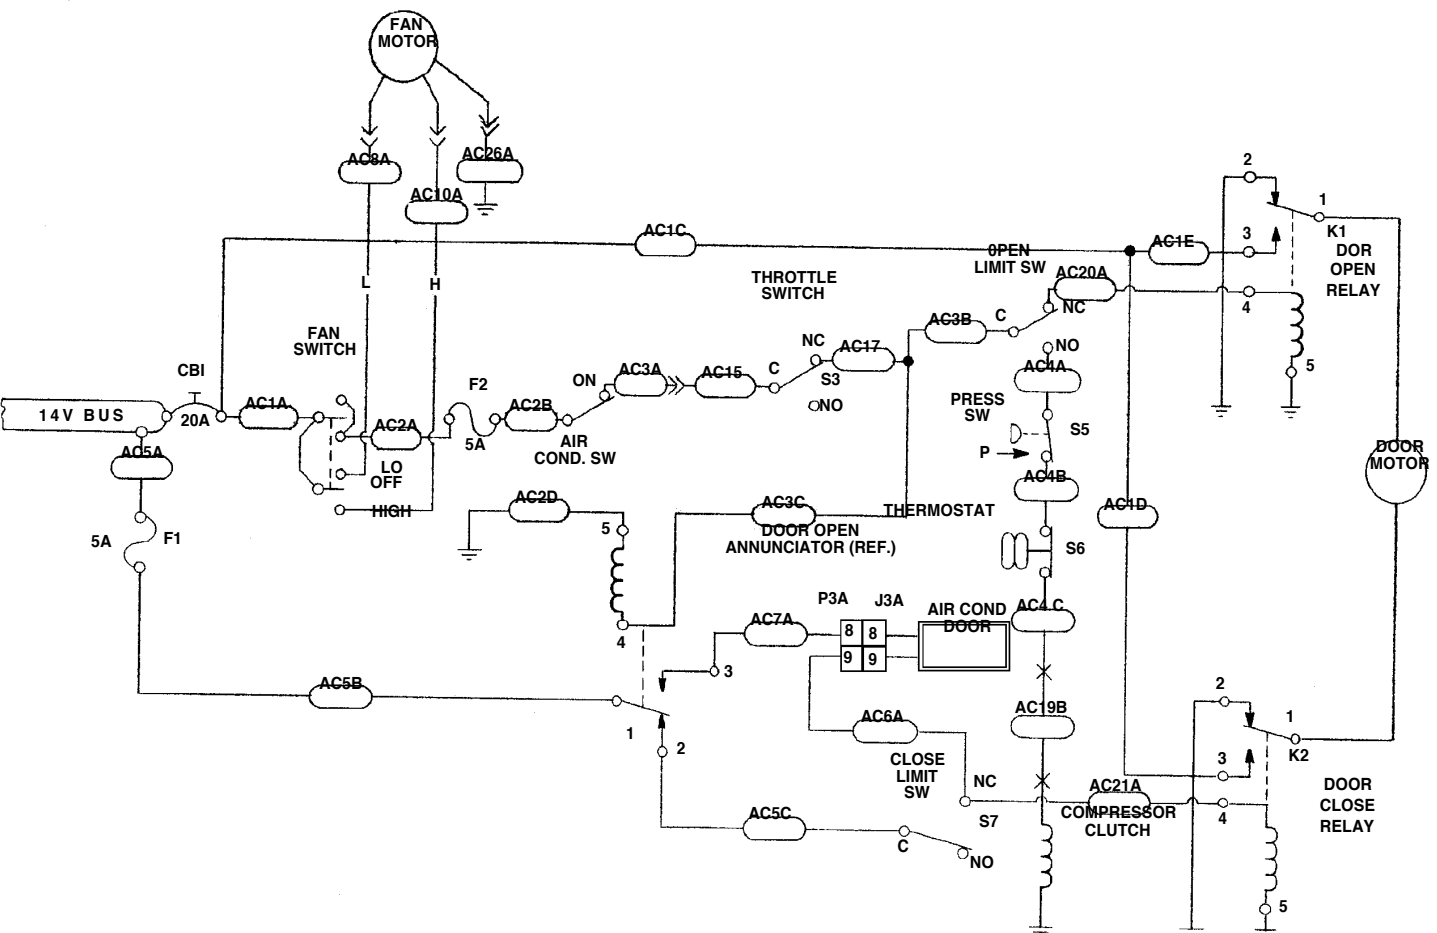 FAN
MOTOR
AC8A
AC26A
AC10A
2
1
K1
AC1C
AC1E
3
0PEN
LIMIT SW
DOR
OPEN
RELAY
L
H
THROTTLE
SWITCH
AC20A
4
NC
C
AC3B
FAN
SWITCH
NC
AC17
NO
5
CBI
F2
ON
AC3A
AC15
C
S3
AC4A
14V BUS
20A
AC1A
AC2A
5A
AC2B
NO
PRESS
SW
S5
AIR
COND. SW
P
DOOR
MOTOR
AC5A
LO
OFF
AC4B
HIGH
AC2D
AC3C
THERMOSTAT
AC1D
5A
F1
5
DOOR OPEN
ANNUNCIATOR (REF.)
S6
P3A
J3A
AIR COND
DOOR
AC4 C
AC7A
8
8
4
9
9
3
AC5B
AC6A
AC19B
2
1
K2
1
2
CLOSE
LIMIT
SW
3
NC
AC21A
DOOR
CLOSE
RELAY
S7
COMPRESSOR
CLUTCH
4
AC5C
C
NO
5